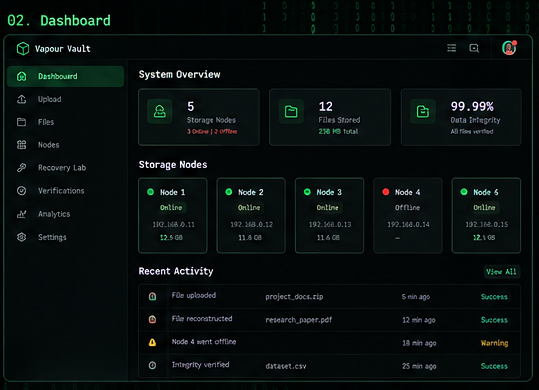 02. Dashboard
Vapour Vault
Dashboard
Upload
Files
Nodes
Recovery Lab
Verifications
Analytics
Settings
System Overview
5
Storage Nodes
3 Online | 2 Offline
12
Files Stored
256 MB total
99.99%
Data Integrity
All files verified
Storage Nodes
Node 1
Online
192.168.0.11
12.5 GB
Node 2
Online
192.168.0.12
11.8 GB
Node 3
Online
192.168.0.13
11.6 GB
Node 4
Offline
192.168.0.14
—
Node 6
Online
192.168.0.15
12.1 GB
Recent Activity
View All
File uploaded project_docs.zip 5 min ago Success
File reconstructed research_paper.pdf 12 min ago Success
Node 4 went offline 18 min ago Warning
Integrity verified dataset.csv 25 min ago Success